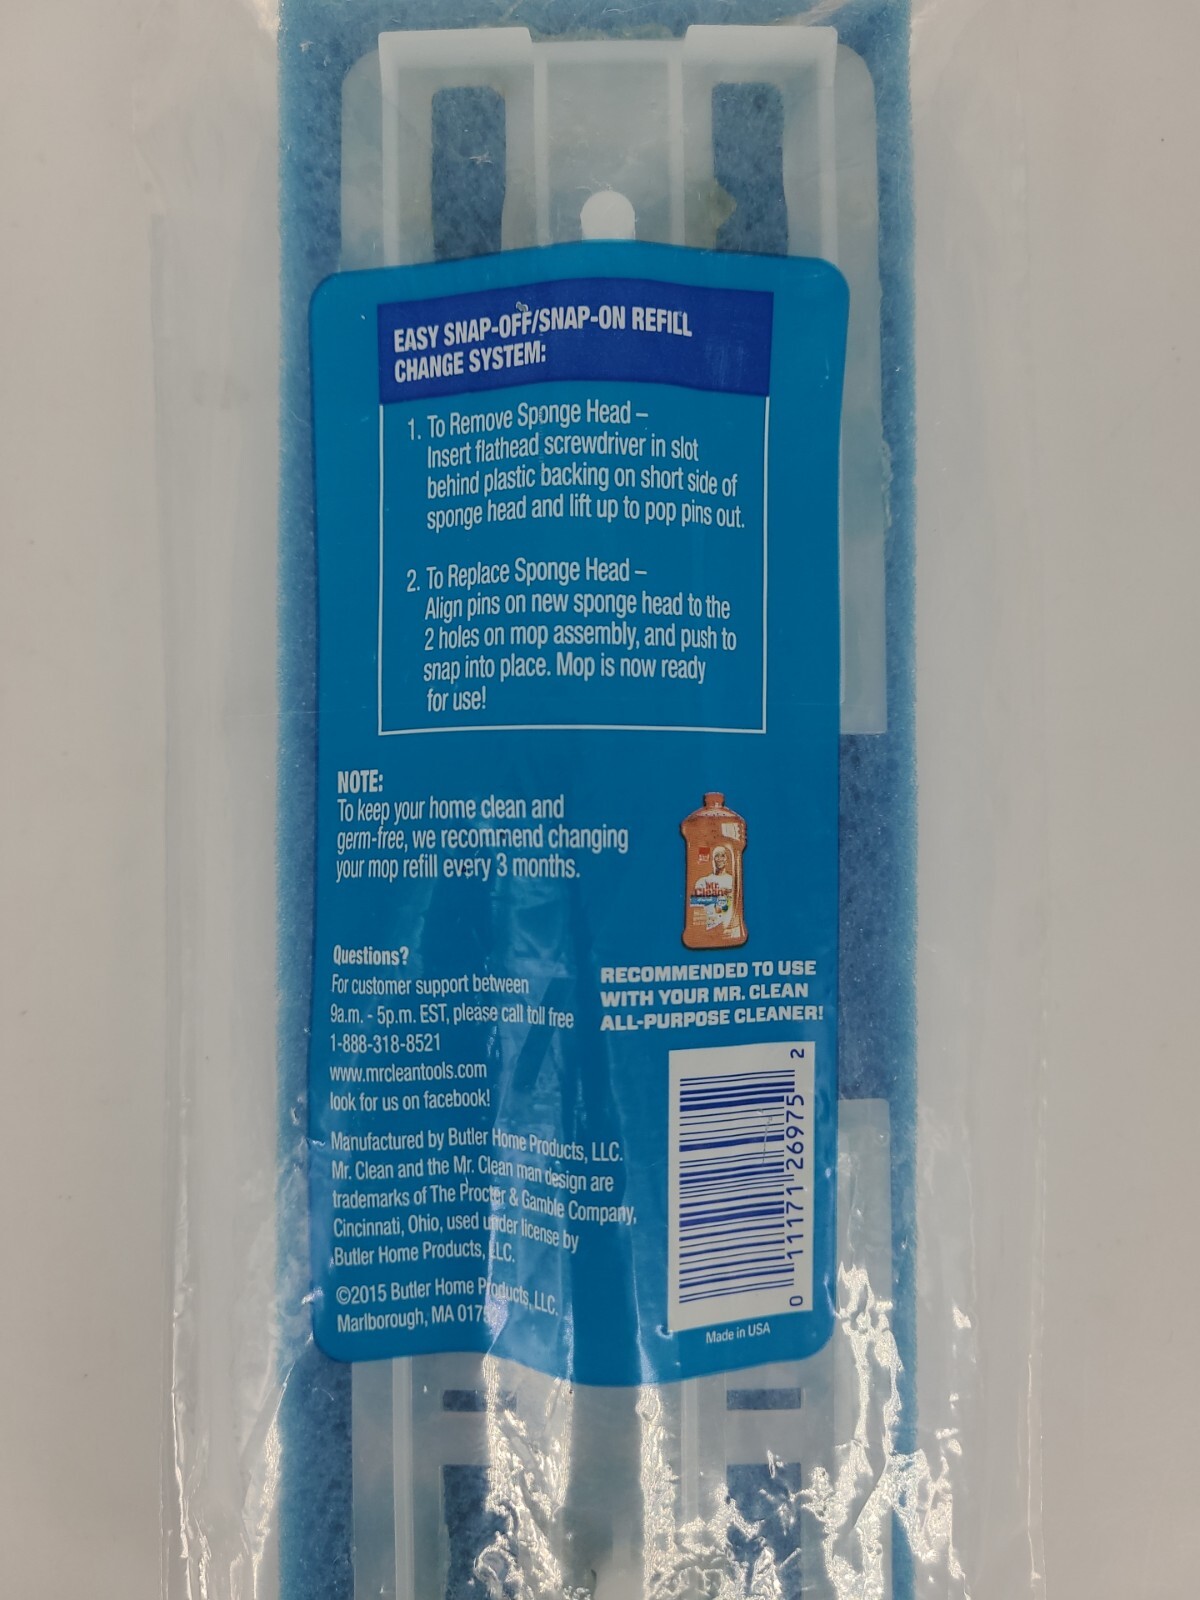 EASY SNAP-OFF/SNAP-ON REFILL
CHANGE SYSTEM:
1. To Remove Sponge Head –
Insert flathead screwdriver in slot
behind plastic backing on short side of
sponge head and lift up to pop pins out.
2. To Replace Sponge Head –
Align pins on new sponge head to the
2 holes on mop assembly, and push to
snap into place. Mop is now ready
for use!
NOTE:
To keep your home clean and
germ-free, we recommend changing
your mop refill every 3 months.
Mr.
Clean
RECOMMENDED TO USE
WITH YOUR MR. CLEAN
ALL-PURPOSE CLEANER!
Questions?
For customer support between
9a.m. - 5p.m. EST, please call toll free
1-888-318-8521
www.mrcleantools.com
look for us on facebook!
Manufactured by Butler Home Products, LLC.
Mr. Clean and the Mr. Clean man design are
trademarks of The Procter & Gamble Company,
Cincinnati, Ohio, used under license by
Butler Home Products, LLC.
©2015 Butler Home Products, LLC.
Marlborough, MA
0 11171 26975 2
Made in USA